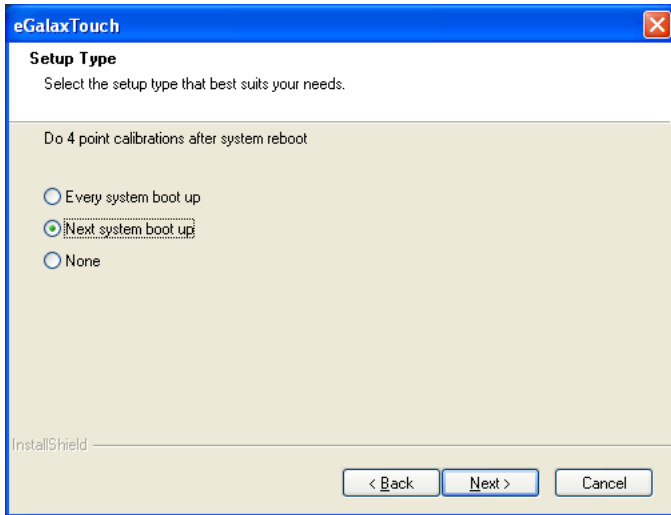 eGalaxTouch
Setup Type
Select the setup type that best suits your needs.
Do 4 point calibrations after system reboot
Every system boot up
Next system boot up
None
InstallShield
< Back Next > Cancel